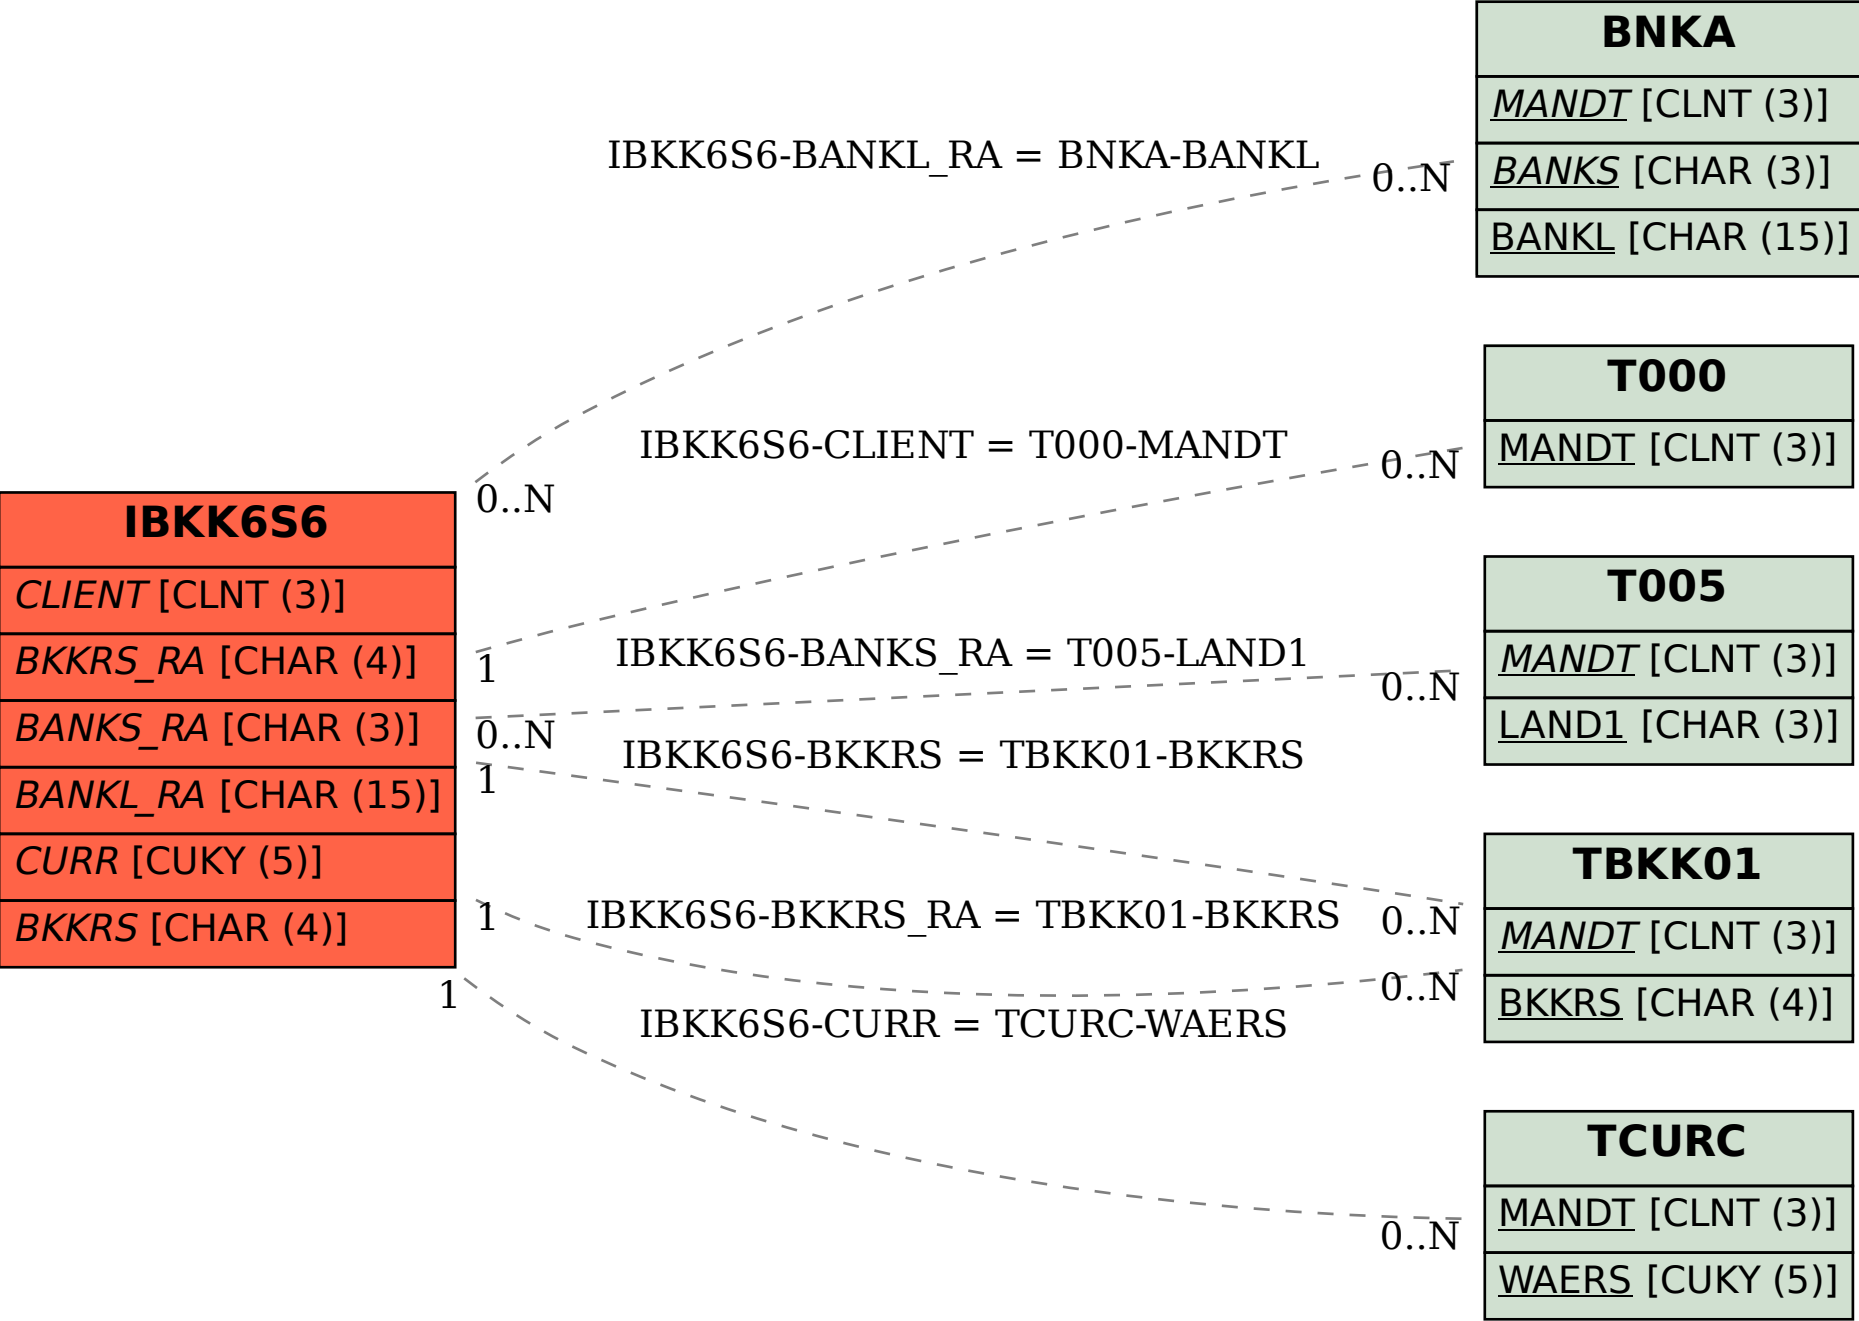 BNKA
MANDT [CLNT (3)]
BANKS [CHAR (3)]
BANKL [CHAR (15)]
IBKK6S6-BANKL_RA = BNKA-BANKL
0..N
0..N
T000
MANDT [CLNT (3)]
IBKK6S6-CLIENT = T000-MANDT
0..N
1
IBKK6S6
CLIENT [CLNT (3)]
BKKRS_RA [CHAR (4)]
BANKS_RA [CHAR (3)]
BANKL_RA [CHAR (15)]
CURR [CUKY (5)]
BKKRS [CHAR (4)]
T005
MANDT [CLNT (3)]
LAND1 [CHAR (3)]
IBKK6S6-BANKS_RA = T005-LAND1
0..N
0..N
IBKK6S6-BKKRS = TBKK01-BKKRS
1
0..N
TBKK01
MANDT [CLNT (3)]
BKKRS [CHAR (4)]
IBKK6S6-BKKRS_RA = TBKK01-BKKRS
1
0..N
IBKK6S6-CURR = TCURC-WAERS
1
0..N
TCURC
MANDT [CLNT (3)]
WAERS [CUKY (5)]